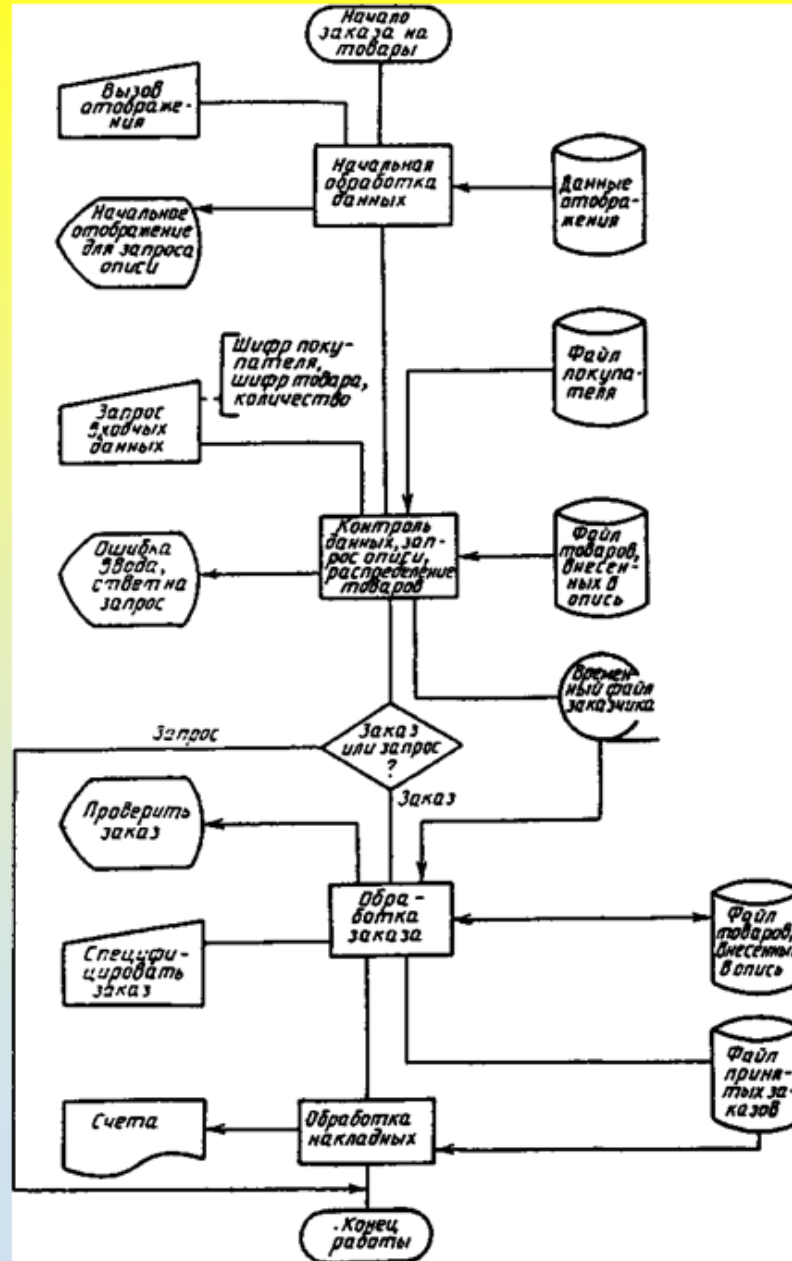 Начало
заказа на
товары
Вызов
отображе-
ния
Начальная
обработка
данных
Данные
отобра-
жения
Начальное
отображение
для запроса
описи
Шифр поку-
пателя,
шифр товара,
количество
Файл
покупа-
теля
Запрос
входных
данных
Контроль
данных, зап-
рос описи,
распределение
товаров
Файл
товаров,
внесен-
ных в
опись
Ошибка
ввода,
ответ на
запрос
Времен-
ный файл
заказчика
Запрос
Заказ
или запрос
?
Заказ
Проверить
заказ
Обра-
ботка
заказа
Файл
товаров,
внесенных
в опись
Специфи-
цировать
заказ
Файл
приня-
тых за-
казов
Счета
Обработка
накладных
.Конец
работы